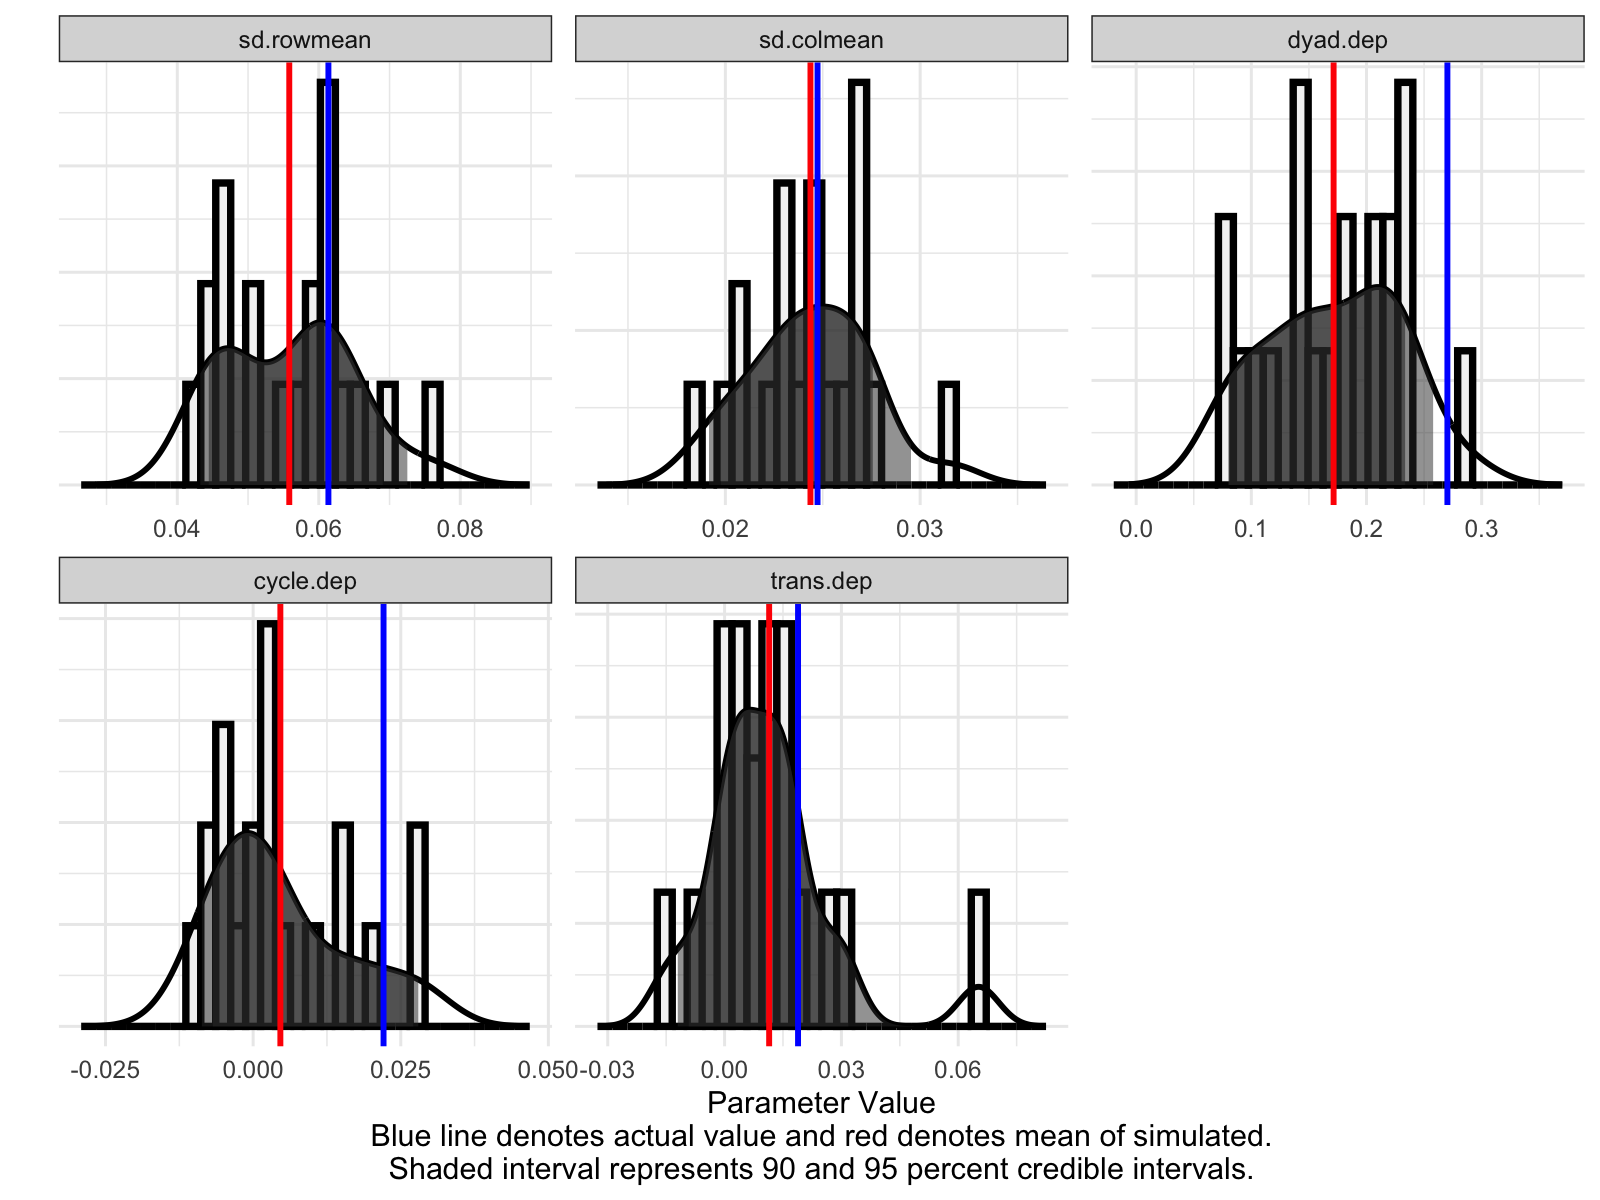 sd.rowmean
sd.colmean
dyad.dep
0.04 0.06 0.08
0.02 0.03
0.0 0.1 0.2 0.3
cycle.dep
trans.dep
-0.025 0.000 0.025 0.050
-0.03 0.00 0.03 0.06
Parameter Value
Blue line denotes actual value and red denotes mean of simulated.
Shaded interval represents 90 and 95 percent credible intervals.